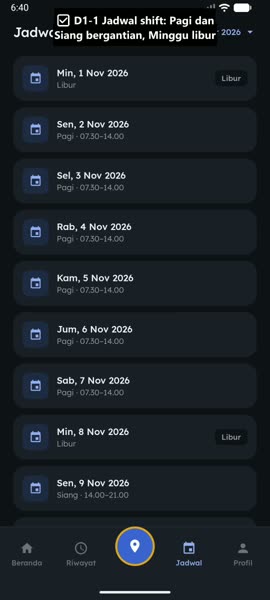 6:40
☑ D1-1 Jadwal shift: Pagi dan
Siang bergantian, Minggu libur
2026
Min, 1 Nov 2026
Libur
Libur
Sen, 2 Nov 2026
Pagi · 07.30–14.00
Sel, 3 Nov 2026
Pagi · 07.30–14.00
Rab, 4 Nov 2026
Pagi · 07.30–14.00
Kam, 5 Nov 2026
Pagi · 07.30–14.00
Jum, 6 Nov 2026
Pagi · 07.30–14.00
Sab, 7 Nov 2026
Pagi · 07.30–14.00
Min, 8 Nov 2026
Libur
Libur
Sen, 9 Nov 2026
Siang · 14.00–21.00
Beranda
Riwayat
Jadwal
Profil